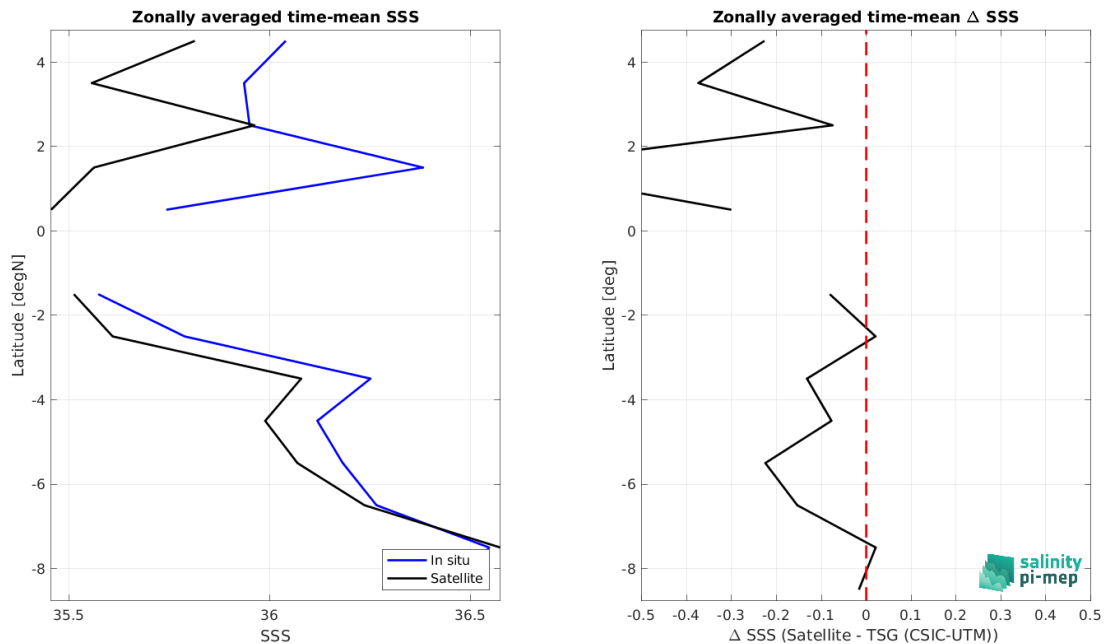 Zonally averaged time-mean SSS
4
2
0
-2
-4
-6
-8
Latitude [degN]
35.5
36
36.5
SSS
In situ
Satellite
Zonally averaged time-mean Δ SSS
4
2
0
-2
-4
-6
-8
Latitude [deg]
-0.5
-0.4
-0.3
-0.2
-0.1
0
0.1
0.2
0.3
0.4
0.5
Δ SSS (Satellite - TSG (CSIC-UTM))
salinity
pi-mep